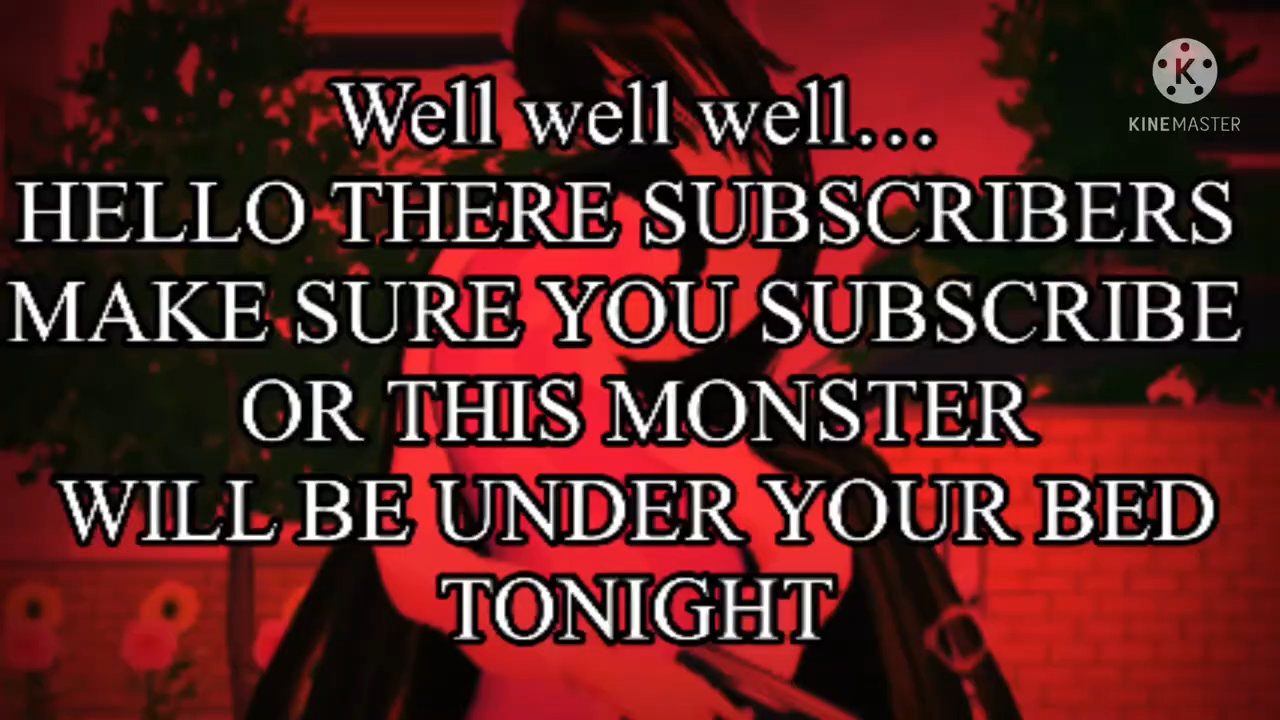 Well well well...
KINEMASTER
HELLO THERE SUBSCRIBERS
MAKE SURE YOU SUBSCRIBE
OR THIS MONSTER
WILL BE UNDER YOUR BED
TONIGHT